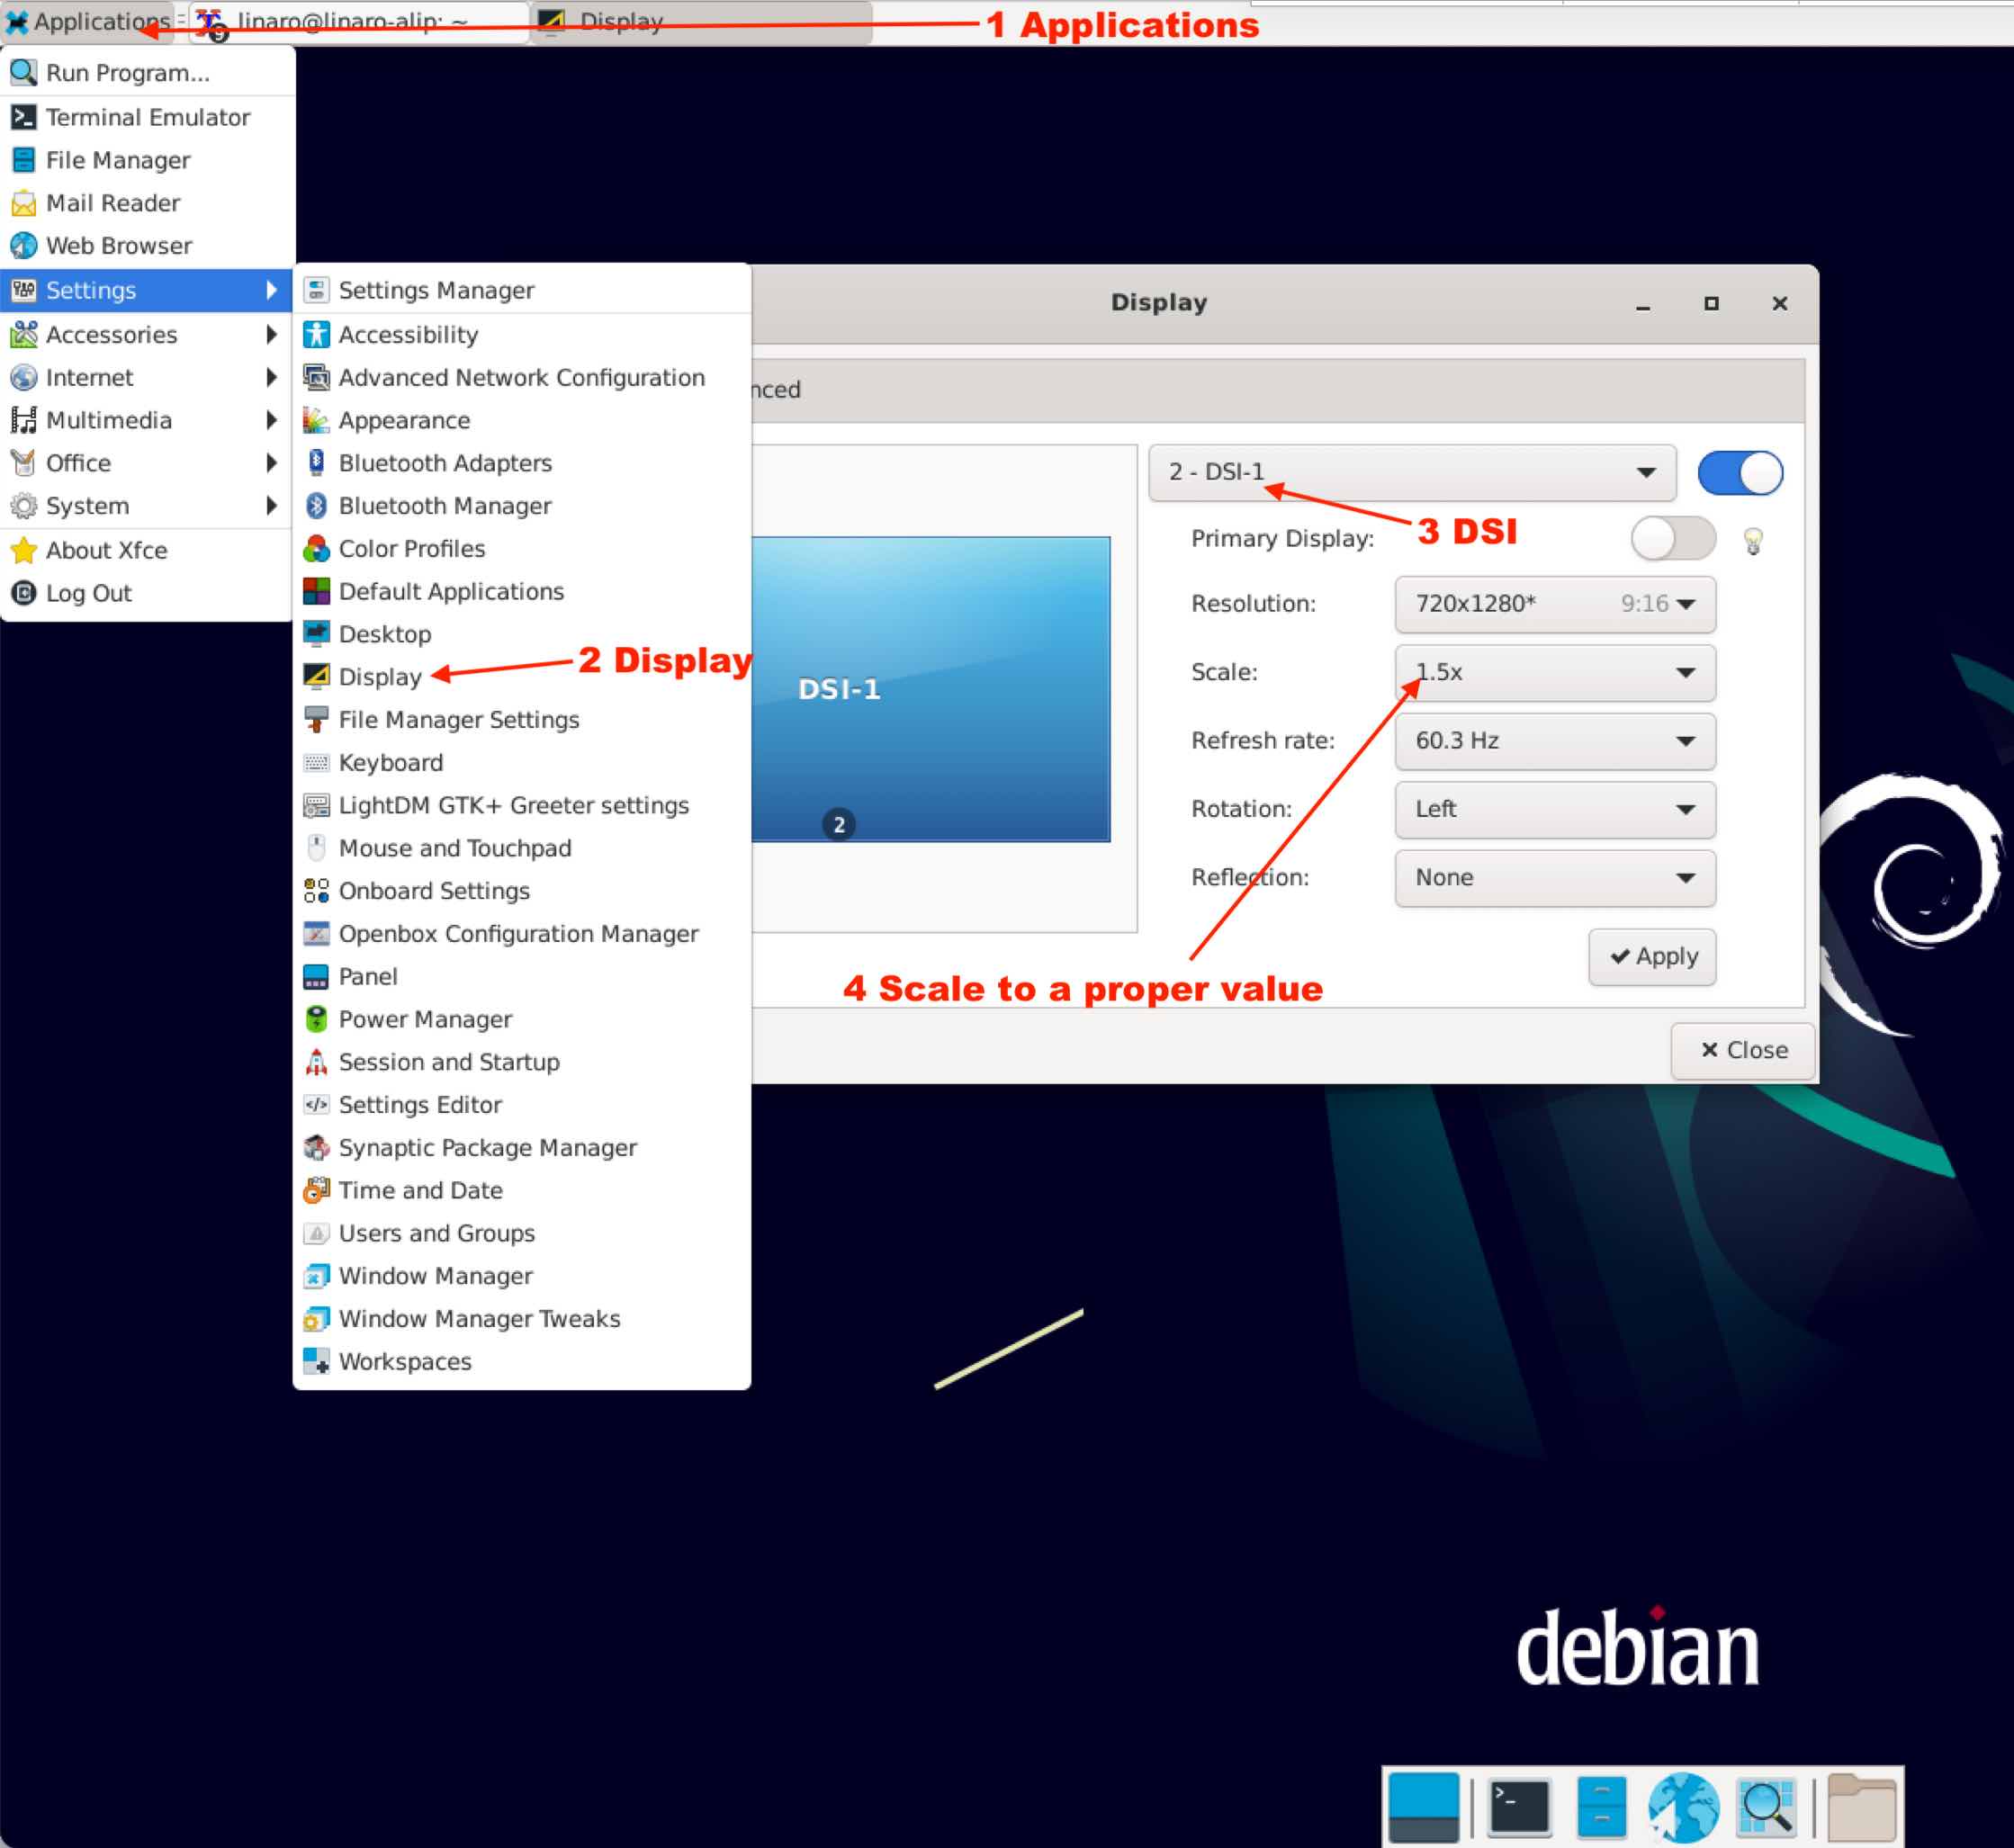 Applications
linaro@linaro-alip: ~
Display
1 Applications
Run Program...
Terminal Emulator
File Manager
Mail Reader
Web Browser
Settings
Accessories
Internet
Multimedia
Office
System
About Xfce
Log Out
Settings Manager
Accessibility
Advanced Network Configuration
Appearance
Bluetooth Adapters
Bluetooth Manager
Color Profiles
Default Applications
Desktop
Display
2 Display
File Manager Settings
Keyboard
LightDM GTK+ Greeter settings
Mouse and Touchpad
Onboard Settings
Openbox Configuration Manager
Panel
Power Manager
Session and Startup
Settings Editor
Synaptic Package Manager
Time and Date
Users and Groups
Window Manager
Window Manager Tweaks
Workspaces
Display
nced
DSI-1
2
2 - DSI-1
3 DSI
Primary Display:
Resolution: 720x1280* 9:16
Scale: 1.5x
Refresh rate: 60.3 Hz
Rotation: Left
Reflection: None
Apply
4 Scale to a proper value
Close
debian